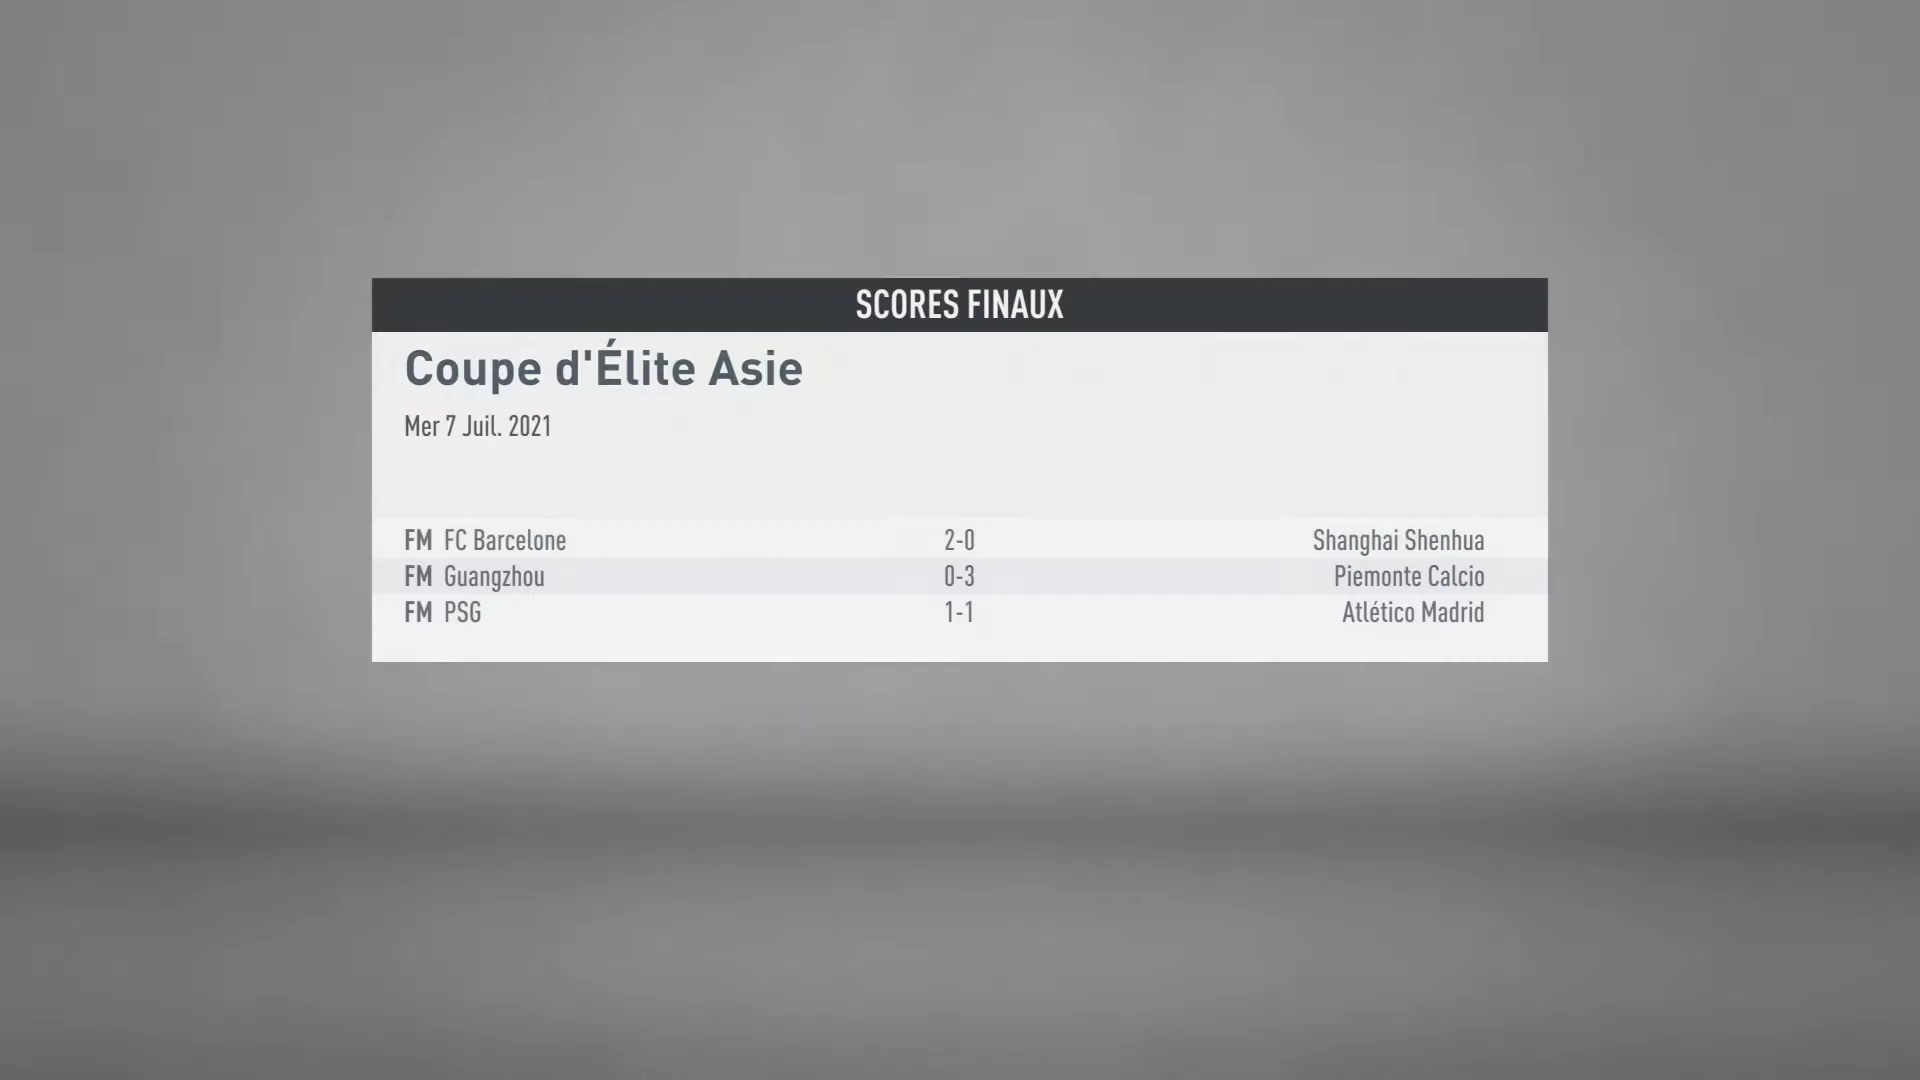 SCORES FINAUX
Coupe d'Élite Asie
Mer 7 Juil. 2021
FM FC Barcelone 2-0 Shanghai Shenhua
FM Guangzhou 0-3 Piemonte Calcio
FM PSG 1-1 Atlético Madrid